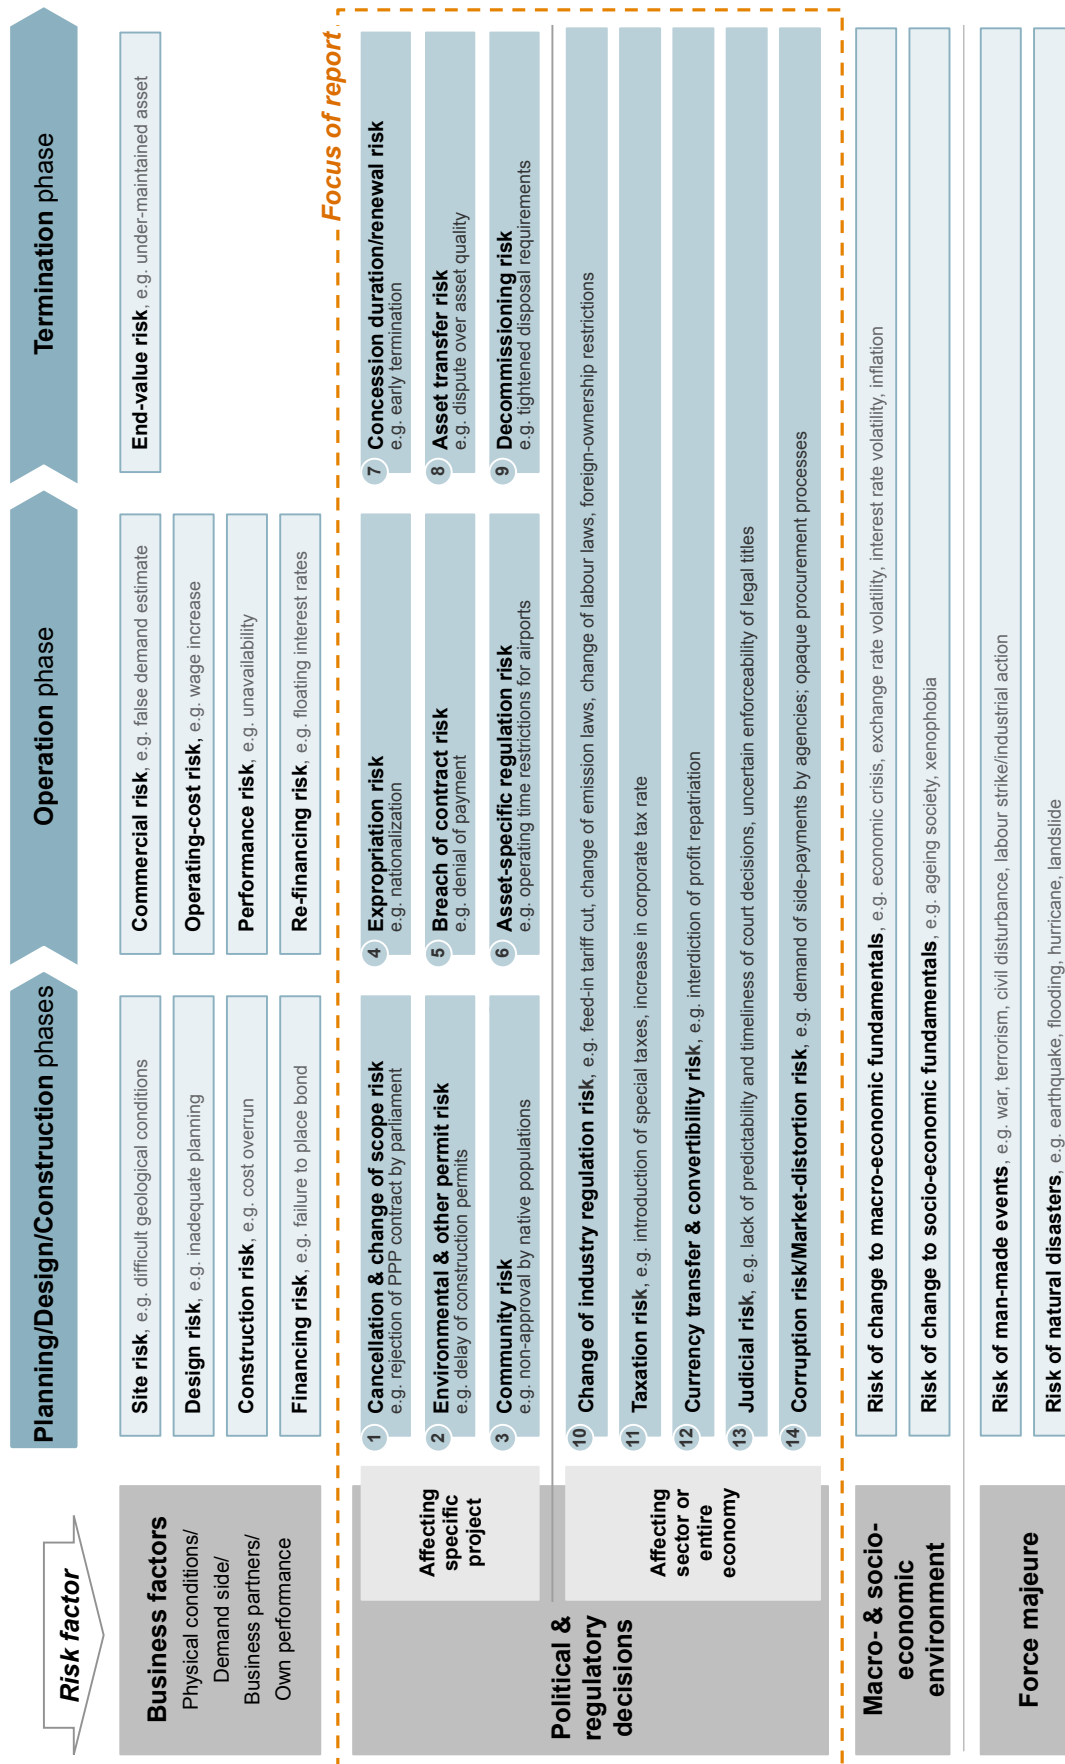 Risk factor
Planning/Design/Construction phases
Operation phase
Termination phase
Business factors
Physical conditions/
Demand side/
Business partners/
Own performance
Site risk, e.g. difficult geological conditions
Design risk, e.g. inadequate planning
Construction risk, e.g. cost overrun
Financing risk, e.g. failure to place bond
Commercial risk, e.g. false demand estimate
Operating-cost risk, e.g. wage increase
Performance risk, e.g. unavailability
Re-financing risk, e.g. floating interest rates
End-value risk, e.g. under-maintained asset
Focus of report
Political &
regulatory
decisions
Affecting
specific
project
1 Cancellation & change of scope risk
e.g. rejection of PPP contract by parliament
2 Environmental & other permit risk
e.g. delay of construction permits
3 Community risk
e.g. non-approval by native populations
4 Expropriation risk
e.g. nationalization
5 Breach of contract risk
e.g. denial of payment
6 Asset-specific regulation risk
e.g. operating time restrictions for airports
7 Concession duration/renewal risk
e.g. early termination
8 Asset transfer risk
e.g. dispute over asset quality
9 Decommissioning risk
e.g. tightened disposal requirements
Affecting
sector or
entire
economy
10 Change of industry regulation risk, e.g. feed-in tariff cut, change of emission laws, change of labour laws, foreign-ownership restrictions
11 Taxation risk, e.g. introduction of special taxes, increase in corporate tax rate
12 Currency transfer & convertibility risk, e.g. interdiction of profit repatriation
13 Judicial risk, e.g. lack of predictability and timeliness of court decisions, uncertain enforceability of legal titles
14 Corruption risk/Market-distortion risk, e.g. demand of side-payments by agencies; opaque procurement processes
Macro- & socio-
economic
environment
Risk of change to macro-economic fundamentals, e.g. economic crisis, exchange rate volatility, interest rate volatility, inflation
Risk of change to socio-economic fundamentals, e.g. ageing society, xenophobia
Force majeure
Risk of man-made events, e.g. war, terrorism, civil disturbance, labour strike/industrial action
Risk of natural disasters, e.g. earthquake, flooding, hurricane, landslide